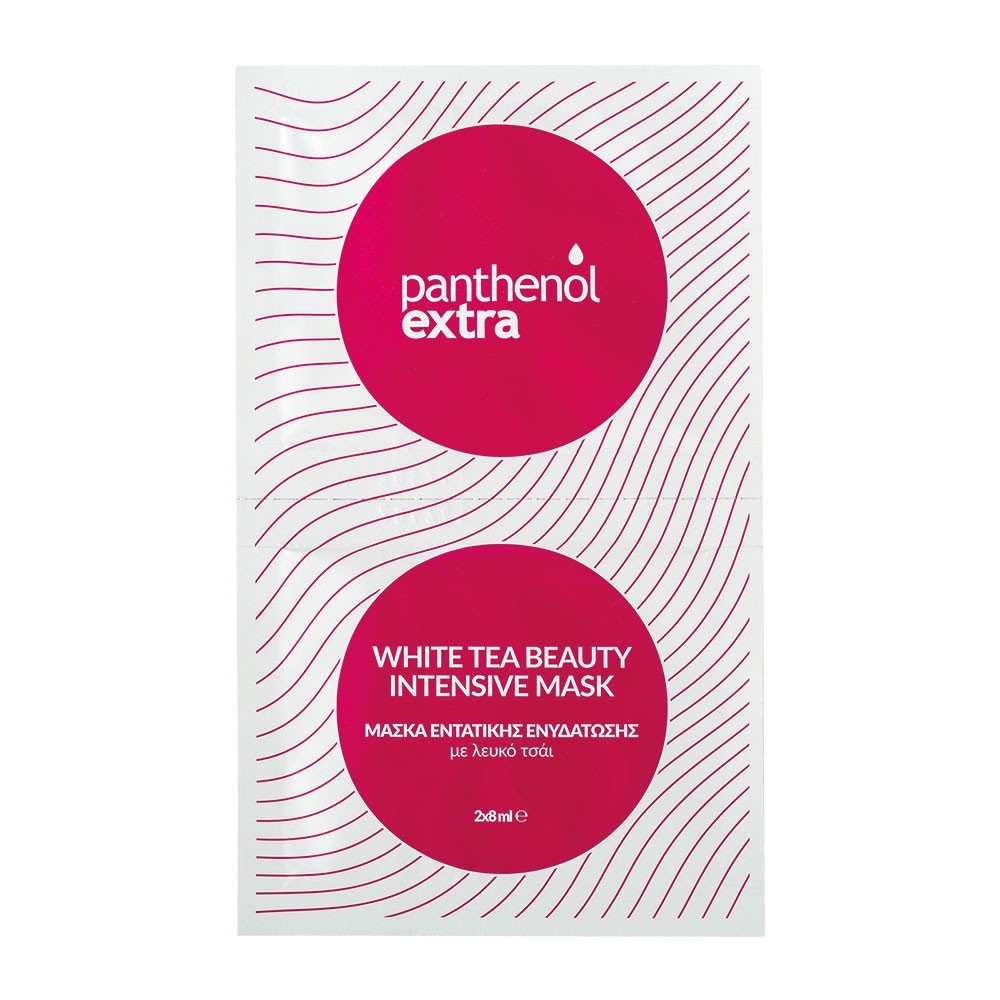 panthenol
extra
WHITE TEA BEAUTY
INTENSIVE MASK
ΜΑΣΚΑ ΕΝΤΑΤΙΚΗΣ ΕΝΥΔΑΤΩΣΗΣ
με λευκό τσάι
2x8 ml ℮